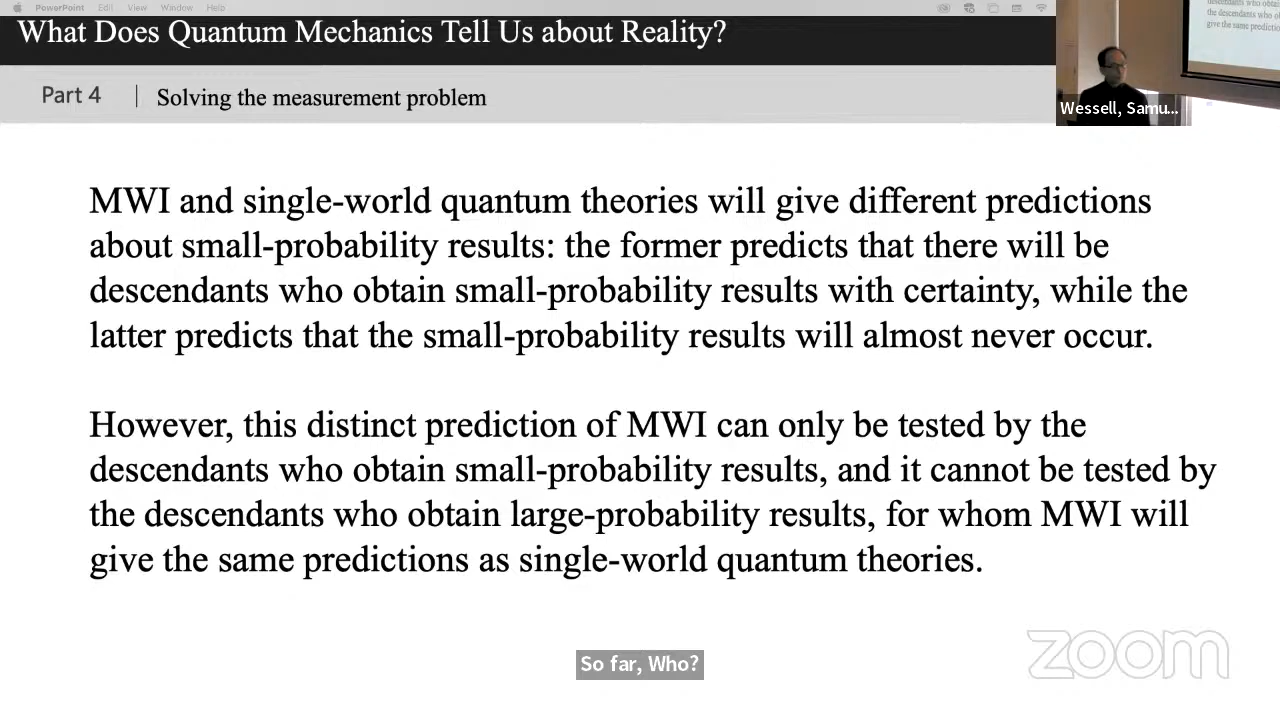 PowerPoint Edit View Window Help
What Does Quantum Mechanics Tell Us about Reality?
Part 4 | Solving the measurement problem
Wessell, Samu...
MWI and single-world quantum theories will give different predictions
about small-probability results: the former predicts that there will be
descendants who obtain small-probability results with certainty, while the
latter predicts that the small-probability results will almost never occur.
However, this distinct prediction of MWI can only be tested by the
descendants who obtain small-probability results, and it cannot be tested by
the descendants who obtain large-probability results, for whom MWI will
give the same predictions as single-world quantum theories.
So far, Who?
zoom